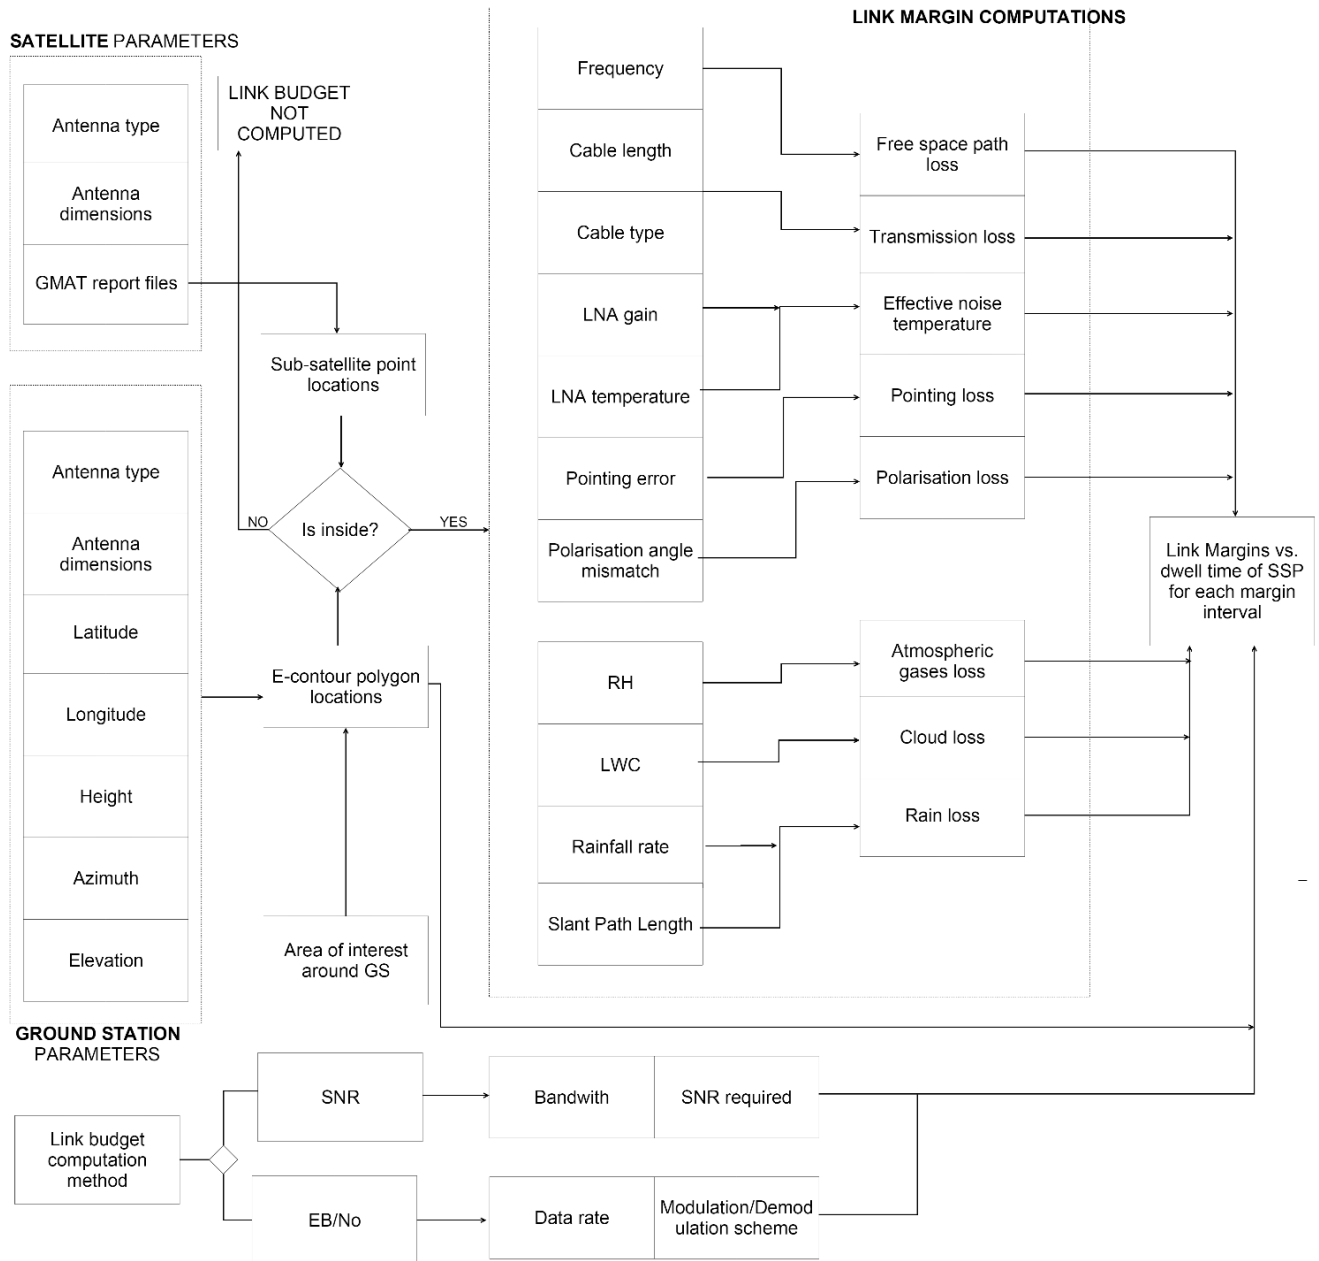 LINK MARGIN COMPUTATIONS
SATELLITE PARAMETERS
Antenna type
Antenna
dimensions
GMAT report files
LINK BUDGET
NOT
COMPUTED
Sub-satellite point
locations
Is inside?
NO
YES
E-contour polygon
locations
Area of interest
around GS
Antenna type
Antenna
dimensions
Latitude
Longitude
Height
Azimuth
Elevation
GROUND STATION
PARAMETERS
Frequency
Cable length
Cable type
LNA gain
LNA temperature
Pointing error
Polarisation angle
mismatch
RH
LWC
Rainfall rate
Slant Path Length
Free space path
loss
Transmission loss
Effective noise
temperature
Pointing loss
Polarisation loss
Atmospheric
gases loss
Cloud loss
Rain loss
Link Margins vs.
dwell time of SSP
for each margin
interval
Link budget
computation
method
SNR
Bandwith
SNR required
EB/No
Data rate
Modulation/Demod
ulation scheme